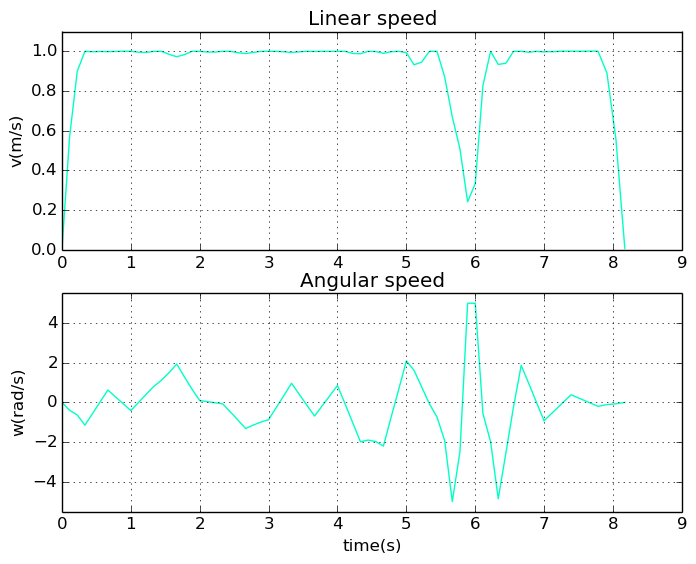 Linear speed
v(m/s)
1.0
0.8
0.6
0.4
0.2
0.0
0 1 2 3 4 5 6 7 8 9
Angular speed
w(rad/s)
4
2
0
−2
−4
0 1 2 3 4 5 6 7 8 9
time(s)